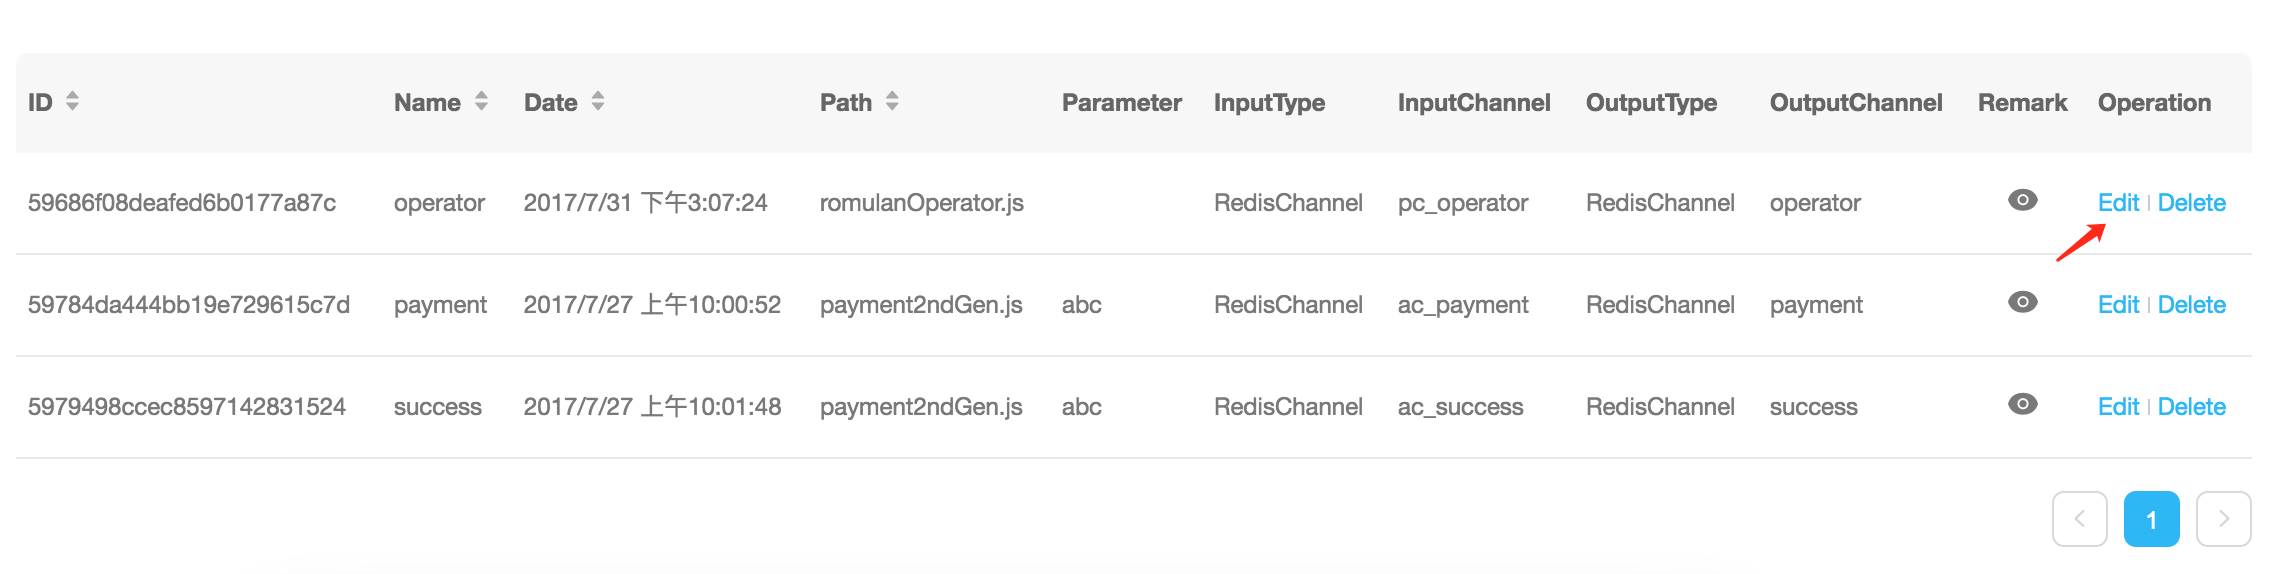 ID Name Date Path Parameter InputType InputChannel OutputType OutputChannel Remark Operation
59686f08deafed6b0177a87c operator 2017/7/31 下午3:07:24 romulanOperator.js RedisChannel pc_operator RedisChannel operator Edit Delete
59784da444bb19e729615c7d payment 2017/7/27 上午10:00:52 payment2ndGen.js abc RedisChannel ac_payment RedisChannel payment Edit Delete
5979498ccec8597142831524 success 2017/7/27 上午10:01:48 payment2ndGen.js abc RedisChannel ac_success RedisChannel success Edit Delete
1